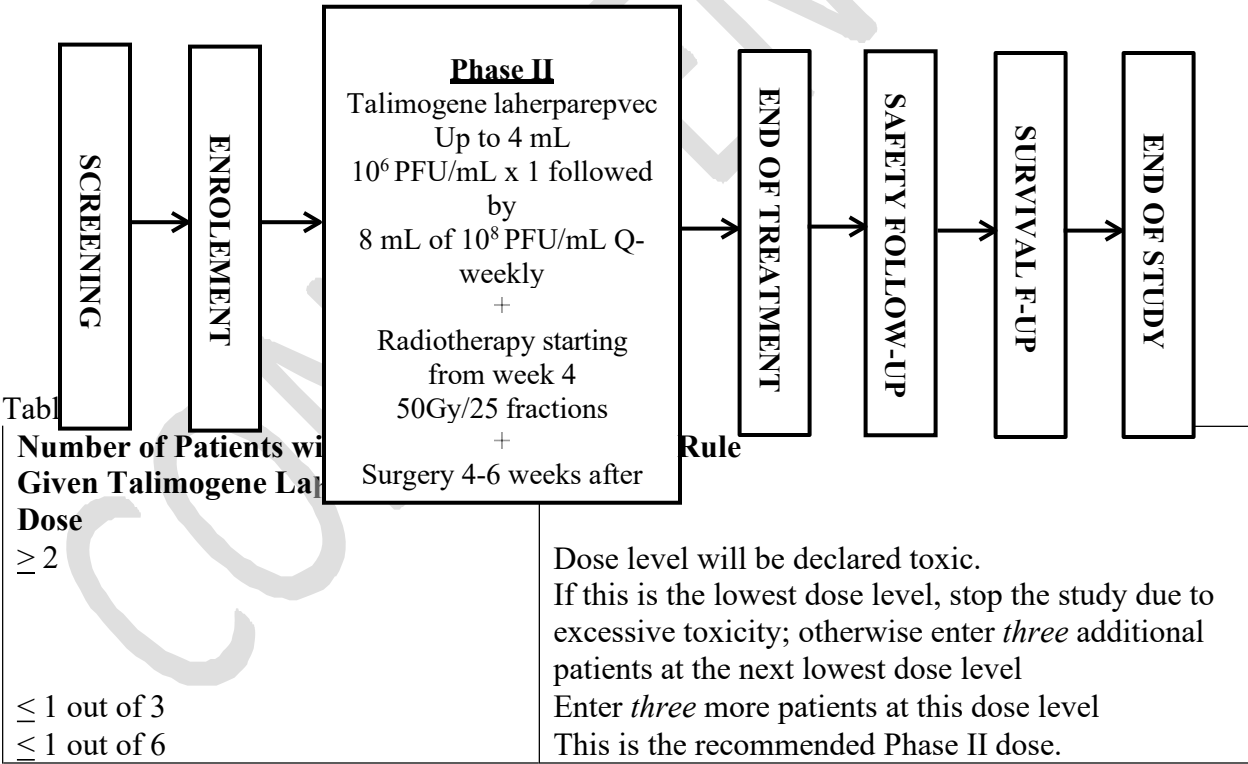 SCREENING
ENROLEMENT
Phase II
Talimogene laherparepvec
Up to 4 mL
10⁶ PFU/mL x 1 followed
by
8 mL of 10⁸ PFU/mL Q-
weekly
+
Radiotherapy starting
from week 4
50Gy/25 fractions
+
Surgery 4-6 weeks after
END OF TREATMENT
SAFETY FOLLOW-UP
SURVIVAL F-UP
END OF STUDY
Number of Patients Rule
Given Talimogene
Dose
≥ 2 Dose level will be declared toxic.
If this is the lowest dose level, stop the study due to
excessive toxicity; otherwise enter three additional
patients at the next lowest dose level
≤ 1 out of 3 Enter three more patients at this dose level
≤ 1 out of 6 This is the recommended Phase II dose.